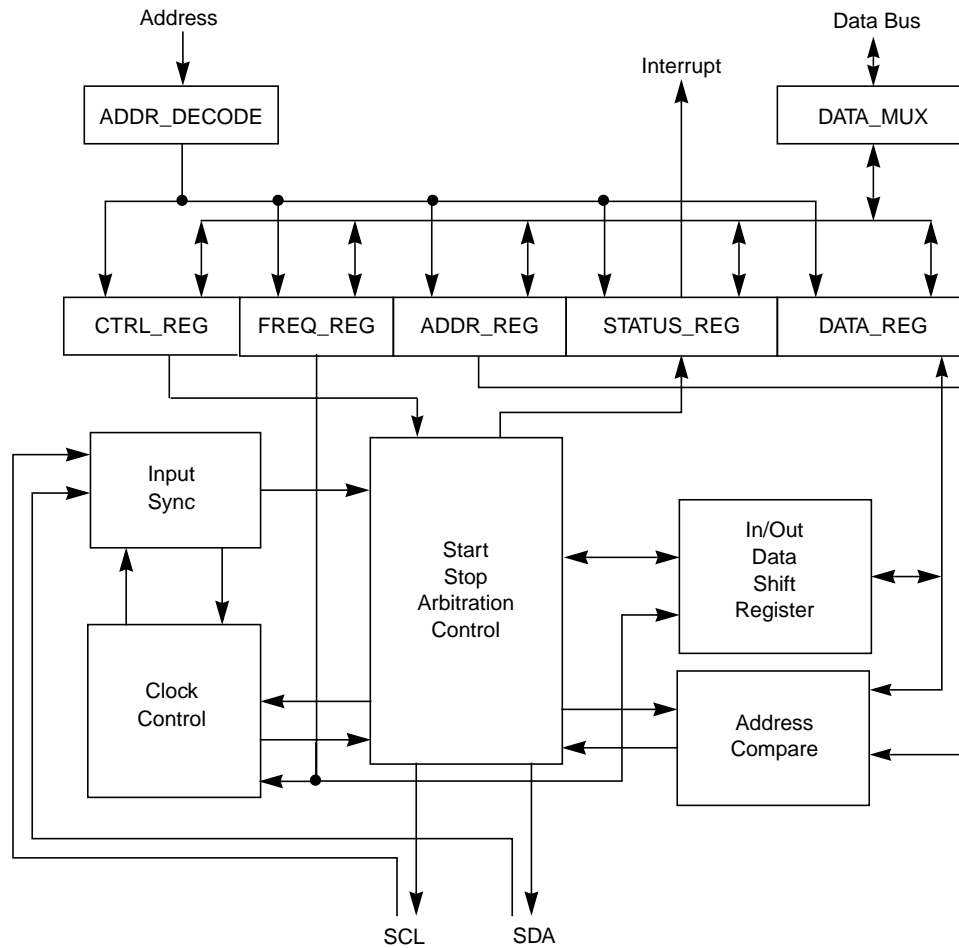 Address
Data Bus
Interrupt
ADDR_DECODE
DATA_MUX
CTRL_REG
FREQ_REG
ADDR_REG
STATUS_REG
DATA_REG
Input
Sync
Start
Stop
Arbitration
Control
In/Out
Data
Shift
Register
Clock
Control
Address
Compare
SCL
SDA